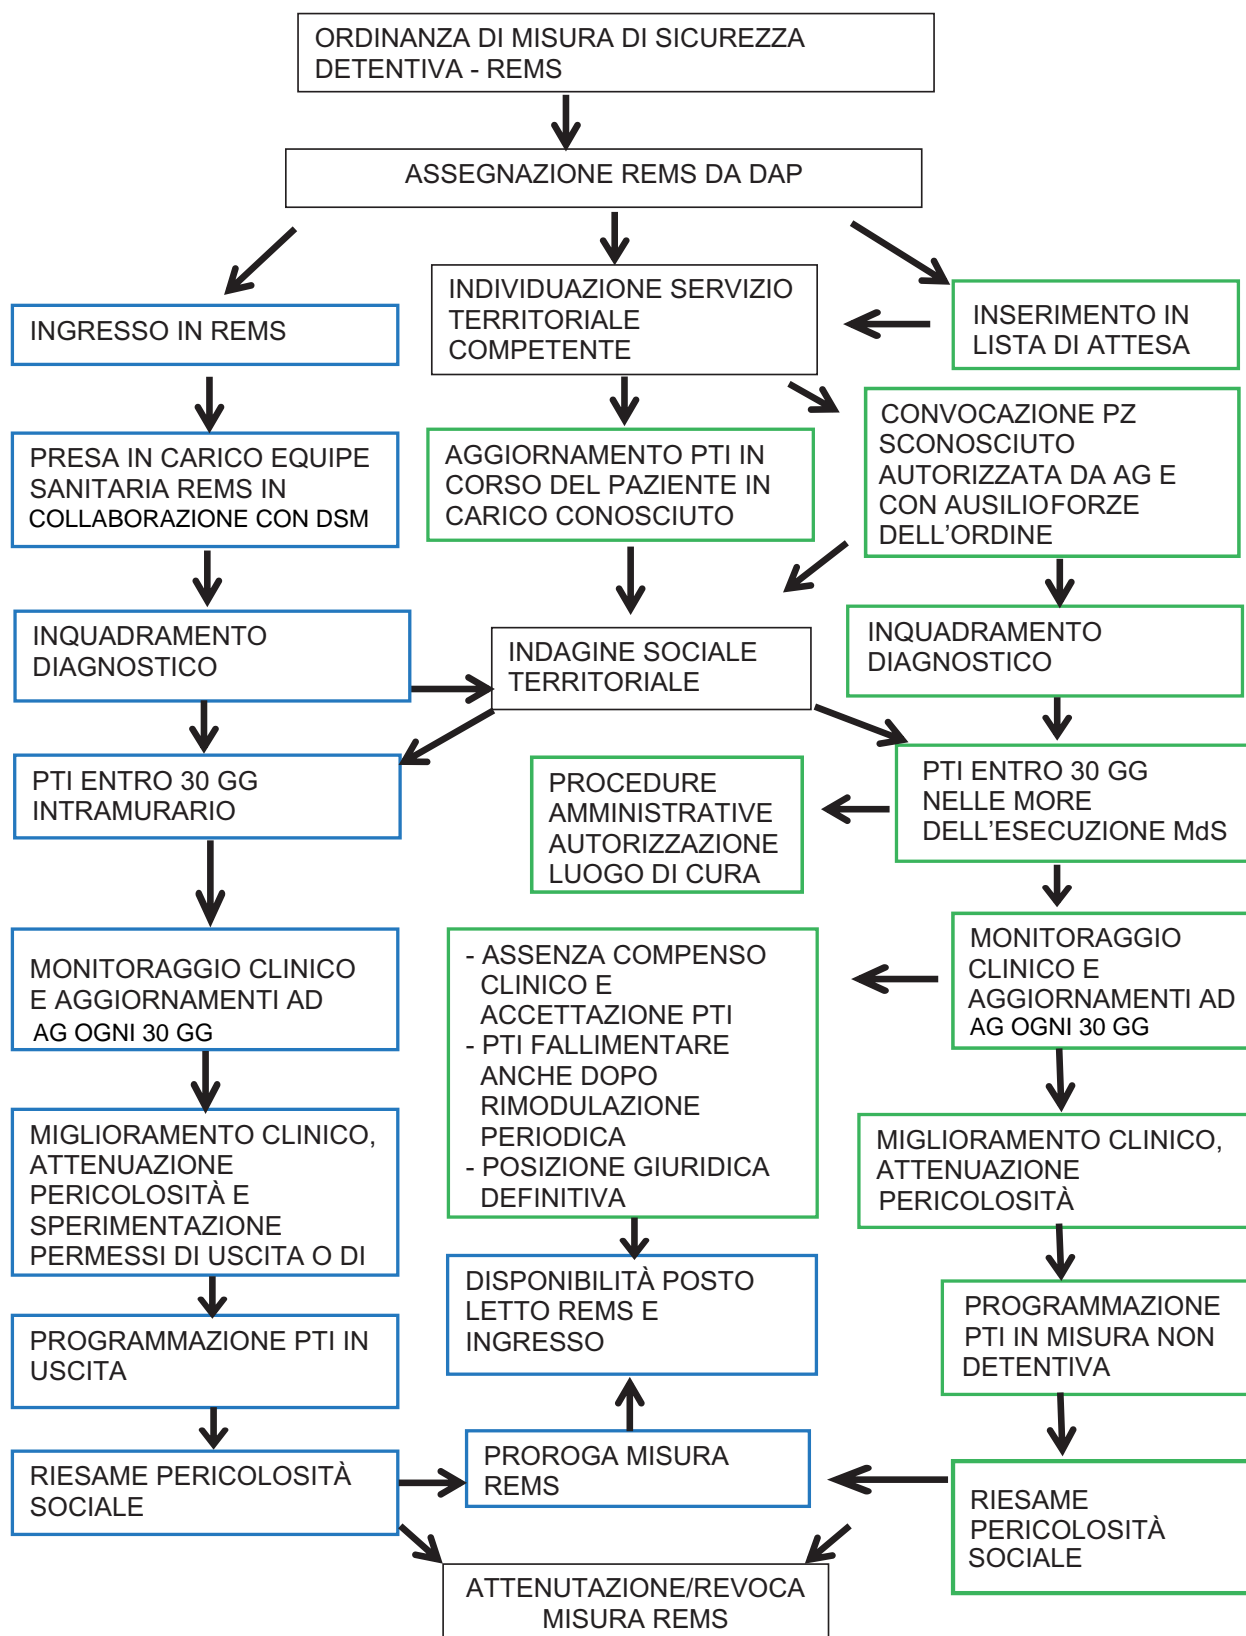 ORDINANZA DI MISURA DI SICUREZZA
DETENTIVA - REMS
ASSEGNAZIONE REMS DA DAP
INGRESSO IN REMS
INDIVIDUAZIONE SERVIZIO
TERRITORIALE
COMPETENTE
INSERIMENTO IN
LISTA DI ATTESA
PRESA IN CARICO EQUIPE
SANITARIA REMS IN
COLLABORAZIONE CON DSM
AGGIORNAMENTO PTI IN
CORSO DEL PAZIENTE IN
CARICO CONOSCIUTO
CONVOCAZIONE PZ
SCONOSCIUTO
AUTORIZZATA DA AG E
CON AUSILIOFORZE
DELL'ORDINE
INQUADRAMENTO
DIAGNOSTICO
INDAGINE SOCIALE
TERRITORIALE
INQUADRAMENTO
DIAGNOSTICO
PTI ENTRO 30 GG
INTRAMURARIO
PROCEDURE
AMMINISTRATIVE
AUTORIZZAZIONE
LUOGO DI CURA
PTI ENTRO 30 GG
NELLE MORE
DELL'ESECUZIONE MdS
MONITORAGGIO CLINICO
E AGGIORNAMENTI AD
AG OGNI 30 GG
- ASSENZA COMPENSO
CLINICO E
ACCETTAZIONE PTI
- PTI FALLIMENTARE
ANCHE DOPO
RIMODULAZIONE
PERIODICA
- POSIZIONE GIURIDICA
DEFINITIVA
MONITORAGGIO
CLINICO E
AGGIORNAMENTI AD
AG OGNI 30 GG
MIGLIORAMENTO CLINICO,
ATTENUAZIONE
PERICOLOSITÀ E
SPERIMENTAZIONE
PERMESSI DI USCITA O DI
MIGLIORAMENTO CLINICO,
ATTENUAZIONE
PERICOLOSITÀ
DISPONIBILITÀ POSTO
LETTO REMS E
INGRESSO
PROGRAMMAZIONE PTI IN
USCITA
PROGRAMMAZIONE
PTI IN MISURA NON
DETENTIVA
RIESAME PERICOLOSITÀ
SOCIALE
PROROGA MISURA
REMS
RIESAME
PERICOLOSITÀ
SOCIALE
ATTENUTAZIONE/REVOCA
MISURA REMS